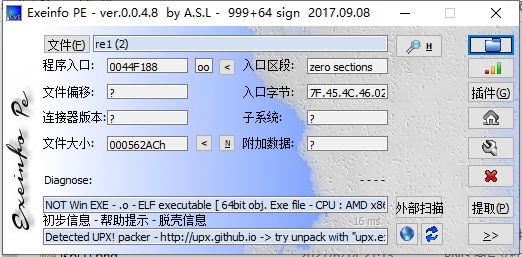 Exeinfo PE - ver.0.0.4.8 by A.S.L - 999+64 sign 2017.09.08
文件(F) re1 (2) H
程序入口: 0044F188 oo < 入口区段: zero sections
文件偏移: ? 入口字节: 7F.45.4C.46.02
插件(G)
连接器版本: ? 子系统: ?
文件大小: 000562ACh < N 附加数据: ?
Exeinfo Pe
Diagnose: ----
NOT Win EXE - .o - ELF executable [ 64bit obj. Exe file - CPU : AMD x86
外部扫描 提取(P)
初步信息 - 帮助提示 - 脱壳信息 16 ms.
Detected UPX! packer - http://upx.github.io -> try unpack with "upx.e
>>